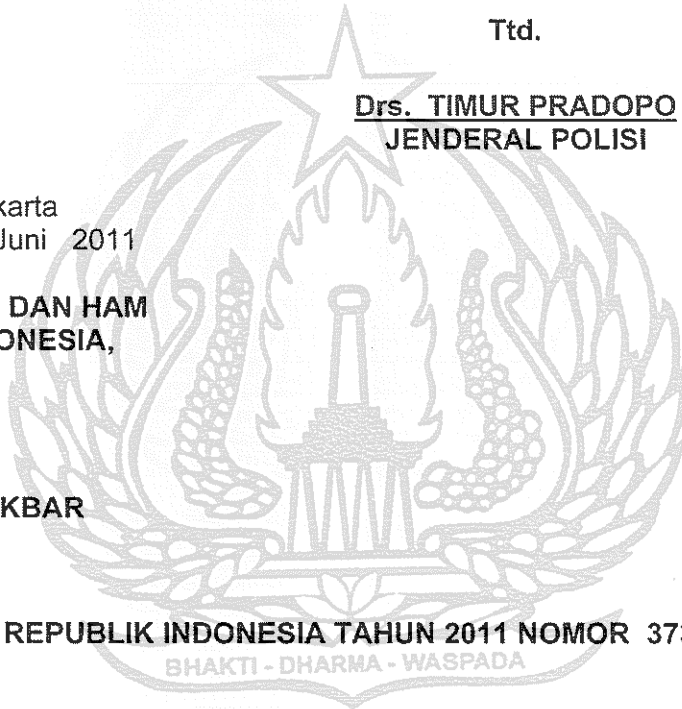 Ttd.
Drs. TIMUR PRADOPO
JENDERAL POLISI
karta
Juni 2011
DAN HAM
ONESIA,
KBAR
REPUBLIK INDONESIA TAHUN 2011 NOMOR 373
BHAKTI - DHARMA - WASPADA